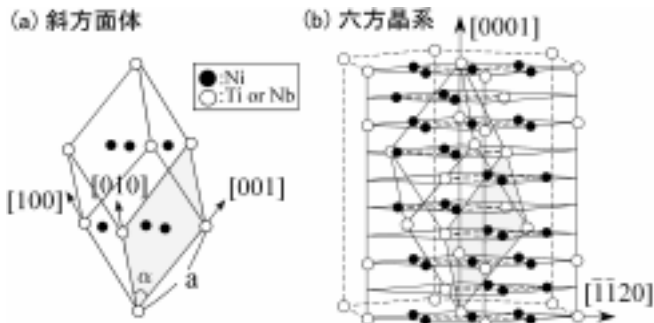 (a) 斜方面体
(b) 六方晶系
[0001]
●:Ni
○:Ti or Nb
[100]
[010]
[001]
α
a
[1̅1̅20]